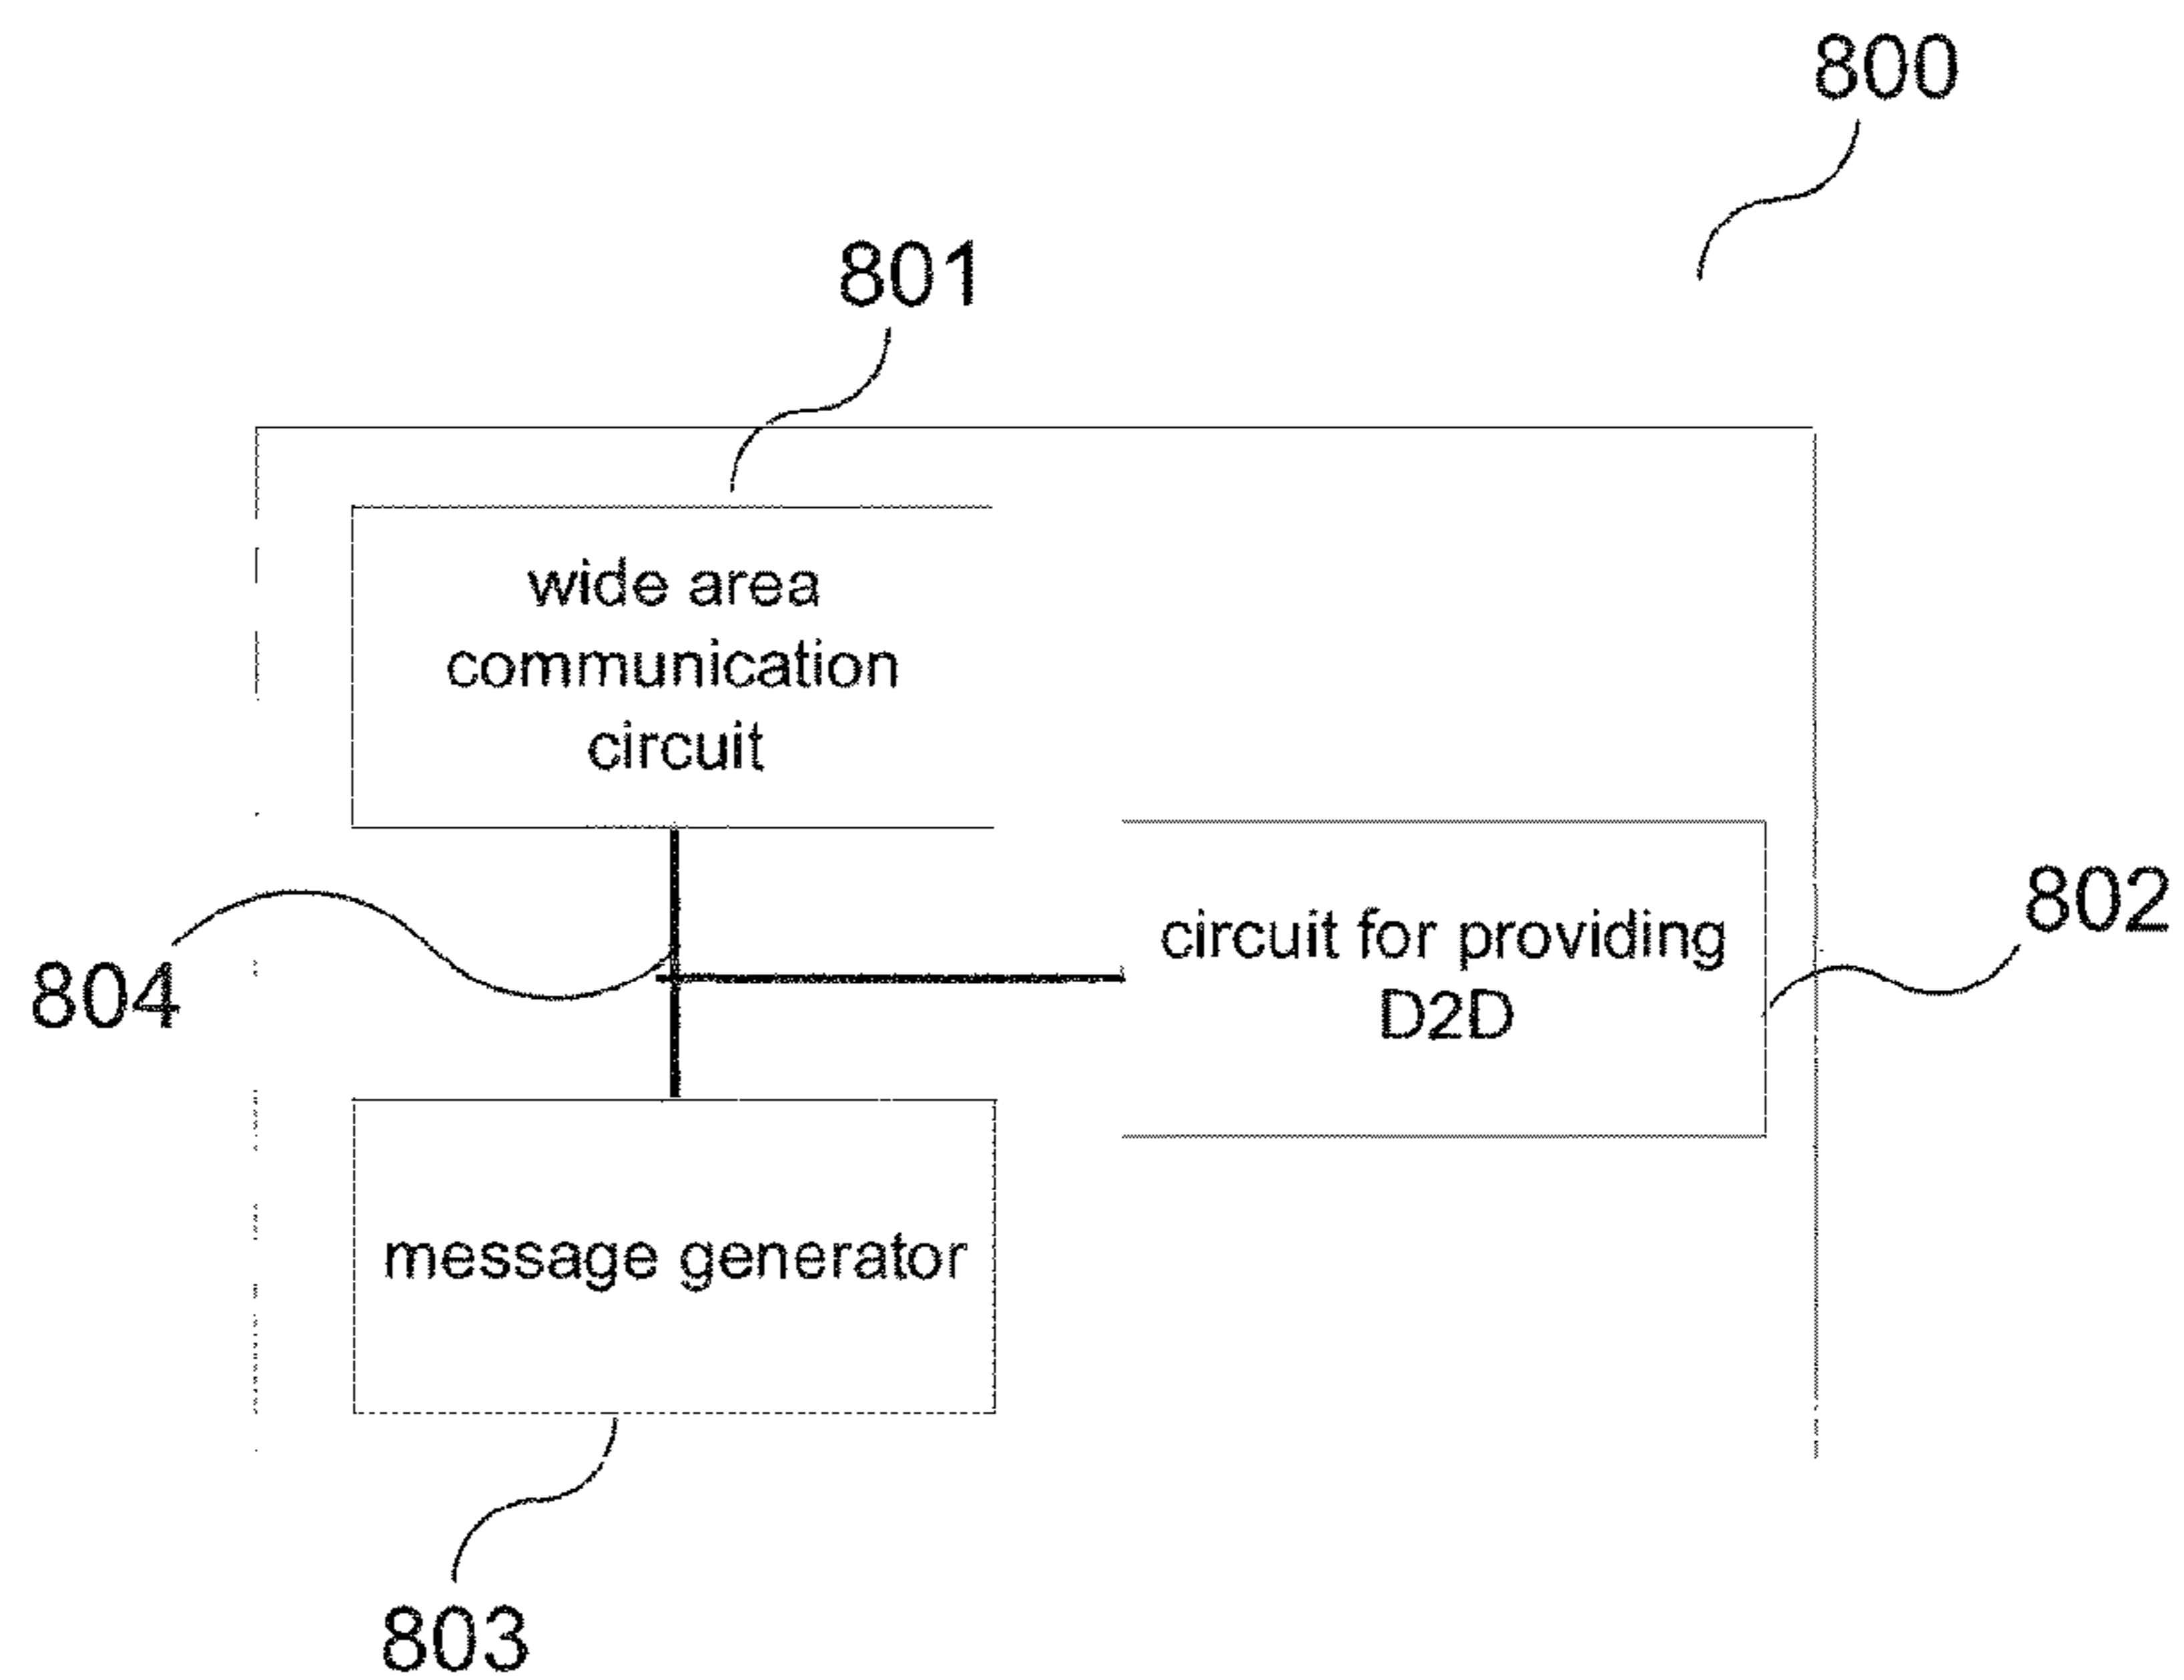 800
801
wide area
communication
circuit
802
circuit for providing
D2D
804
message generator
803